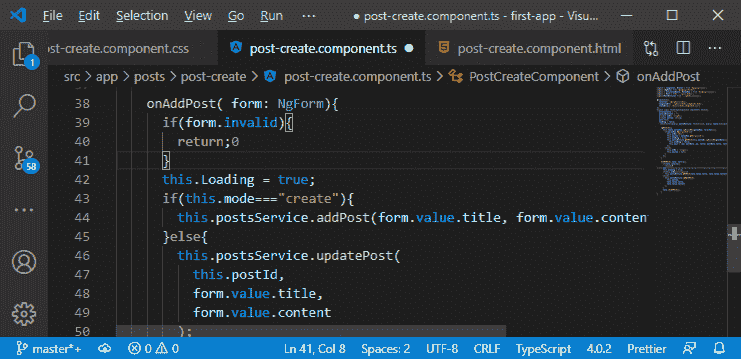 File Edit Selection View Go Run ··· ● post-create.component.ts - first-app - Visu...
ost-create.component.css post-create.component.ts ● post-create.component.html ···
1
src > app > posts > post-create > post-create.component.ts > PostCreateComponent > onAddPost
38 onAddPost( form: NgForm){
39 if(form.invalid){
40 return;0
41 }
42 this.Loading = true;
43 if(this.mode==="create"){
44 this.postsService.addPost(form.value.title, form.value.conten
45 }else{
46 this.postsService.updatePost(
47 this.postId,
48 form.value.title,
49 form.value.content
50 );
58
···
master*+ 0 0 Ln 41, Col 8 Spaces: 2 UTF-8 CRLF TypeScript 4.0.2 Prettier